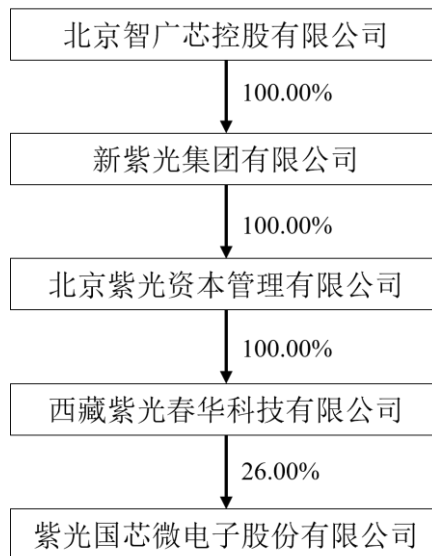 北京智广芯控股有限公司
100.00%
新紫光集团有限公司
100.00%
北京紫光资本管理有限公司
100.00%
西藏紫光春华科技有限公司
26.00%
紫光国芯微电子股份有限公司